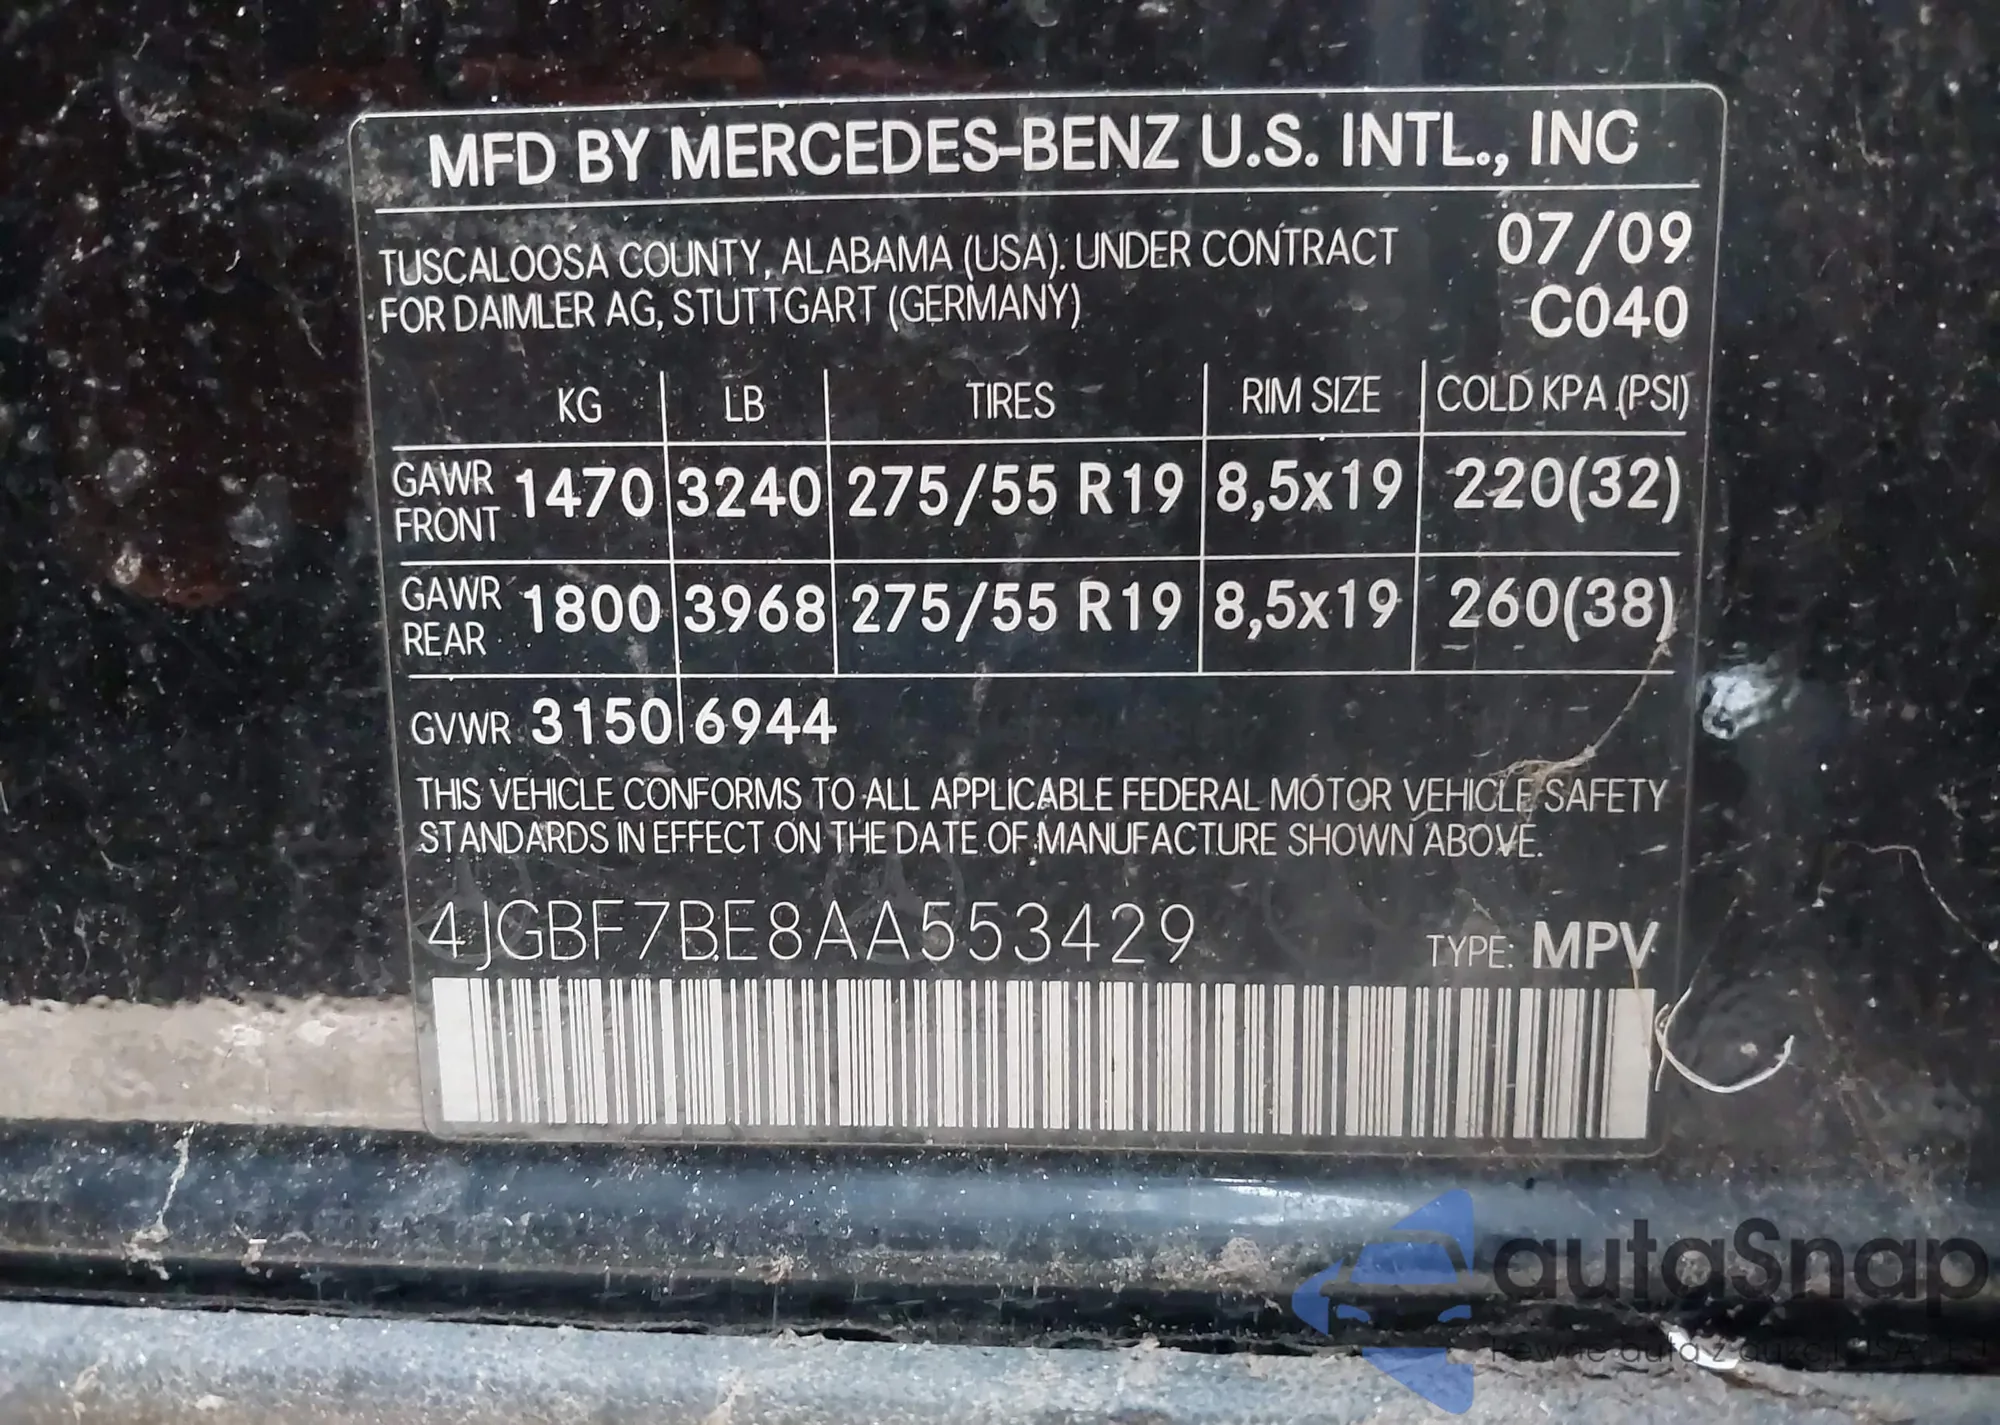 MFD BY MERCEDES-BENZ U.S. INTL., INC
TUSCALOOSA COUNTY, ALABAMA (USA). UNDER CONTRACT
FOR DAIMLER AG, STUTTGART (GERMANY)
07/09
C040
KG LB TIRES RIM SIZE COLD KPA (PSI)
GAWR FRONT 1470 3240 275/55 R19 8,5x19 220(32)
GAWR REAR 1800 3968 275/55 R19 8,5x19 260(38)
GVWR 3150 6944
THIS VEHICLE CONFORMS TO ALL APPLICABLE FEDERAL MOTOR VEHICLE SAFETY
STANDARDS IN EFFECT ON THE DATE OF MANUFACTURE SHOWN ABOVE.
4JGBF7BE8AA553429
TYPE: MPV
autaSnap
auta z